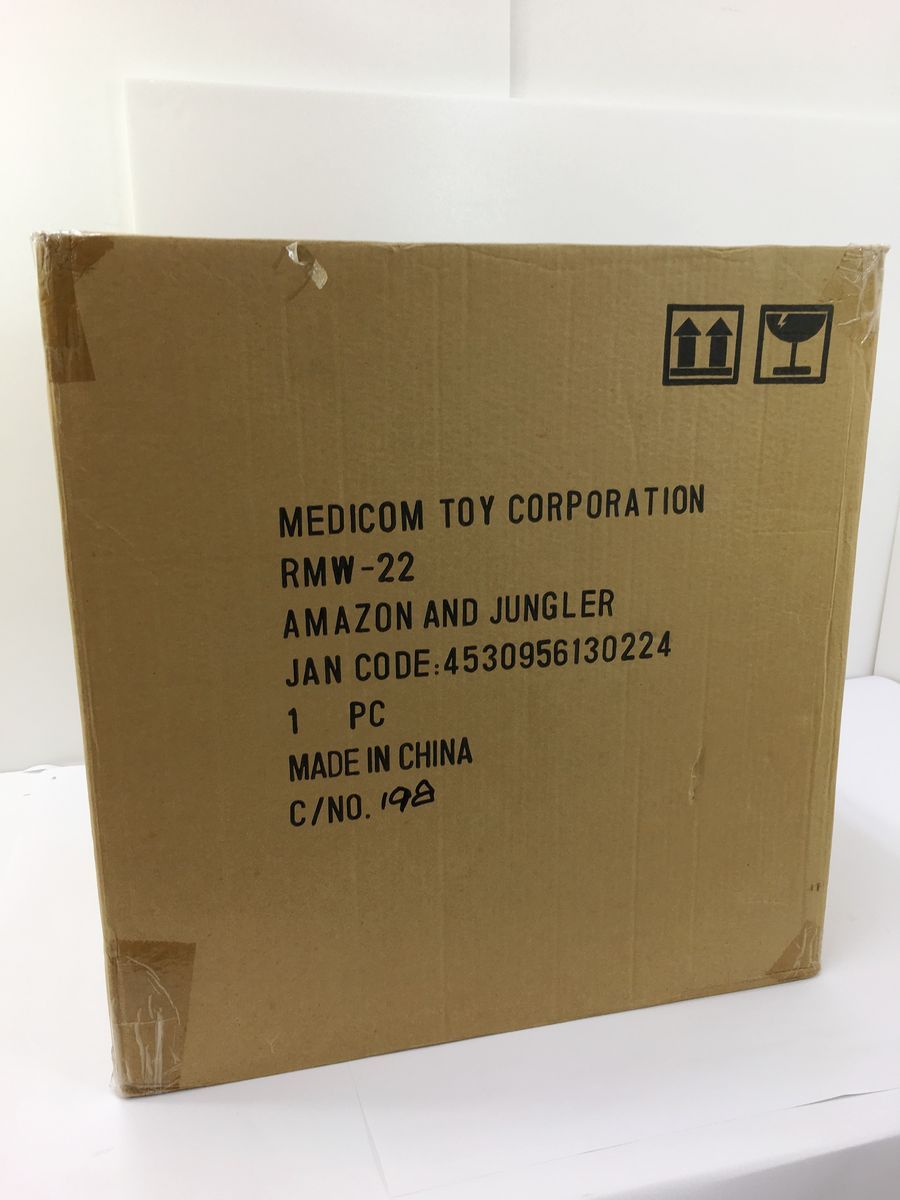 MEDICOM TOY CORPORATION
RMW-22
AMAZON AND JUNGLER
JAN CODE:4530956130224
1 PC
MADE IN CHINA
C/NO. 198